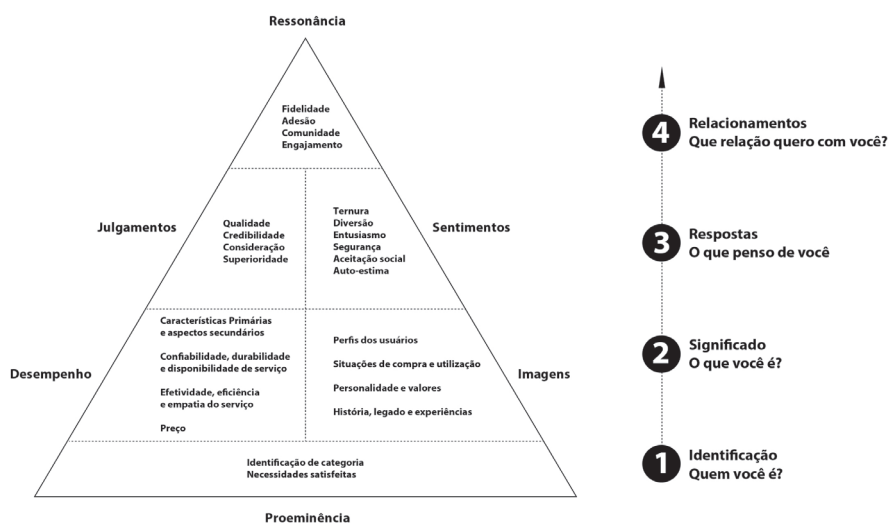 Ressonância
Fidelidade
Adesão
Comunidade
Engajamento
4
Relacionamentos
Que relação quero com você?
Julgamentos
Qualidade
Credibilidade
Consideração
Superioridade
Ternura
Diversão
Entusiasmo
Segurança
Aceitação social
Auto-estima
Sentimentos
3
Respostas
O que penso de você
Desempenho
Características Primárias
e aspectos secundários
Confiabilidade, durabilidade
e disponibilidade de serviço
Efetividade, eficiência
e empatia do serviço
Preço
Perfis dos usuários
Situações de compra e utilização
Personalidade e valores
História, legado e experiências
Imagens
2
Significado
O que você é?
Identificação de categoria
Necessidades satisfeitas
1
Identificação
Quem você é?
Proeminência